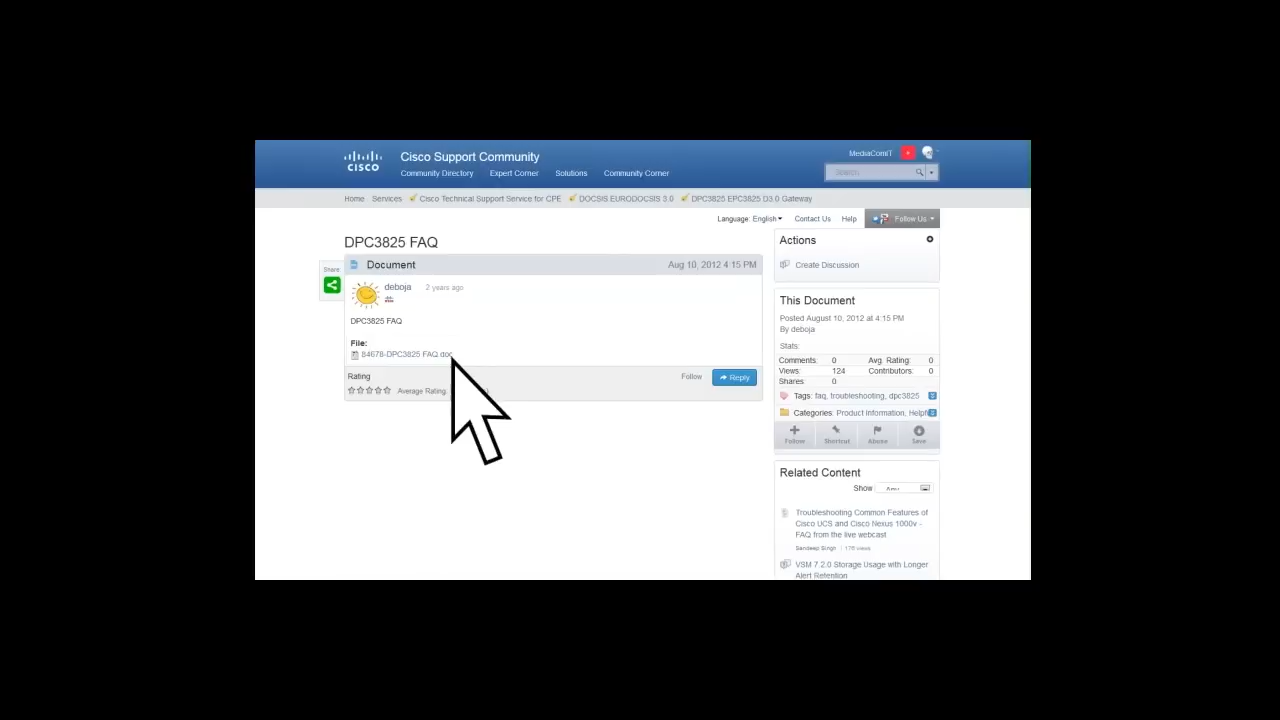 CISCO
Cisco Support Community
Community Directory Expert Corner Solutions Community Corner
MediaComIT
Search
Home Services Cisco Technical Support Service for CPE DOCSIS EURODOCSIS 3.0 DPC3825 EPC3825 D3.0 Gateway
Language: English Contact Us Help Follow Us
DPC3825 FAQ
Share
Document Aug 10, 2012 4:15 PM
deboja 2 years ago
DPC3825 FAQ
File:
84678-DPC3825 FAQ.doc
Rating Follow Reply
Average Rating:
Actions
Create Discussion
This Document
Posted August 10, 2012 at 4:15 PM
By deboja
Stats:
Comments: 0 Avg. Rating: 0
Views: 124 Contributors: 0
Shares: 0
Tags: faq, troubleshooting, dpc3825
Categories: Product Information, Helpf
Follow Shortcut Abuse Save
Related Content
Show Any
Troubleshooting Common Features of
Cisco UCS and Cisco Nexus 1000v -
FAQ from the live webcast
Sandeep Singh | 176 views
VSM 7.2.0 Storage Usage with Longer
Alert Retention